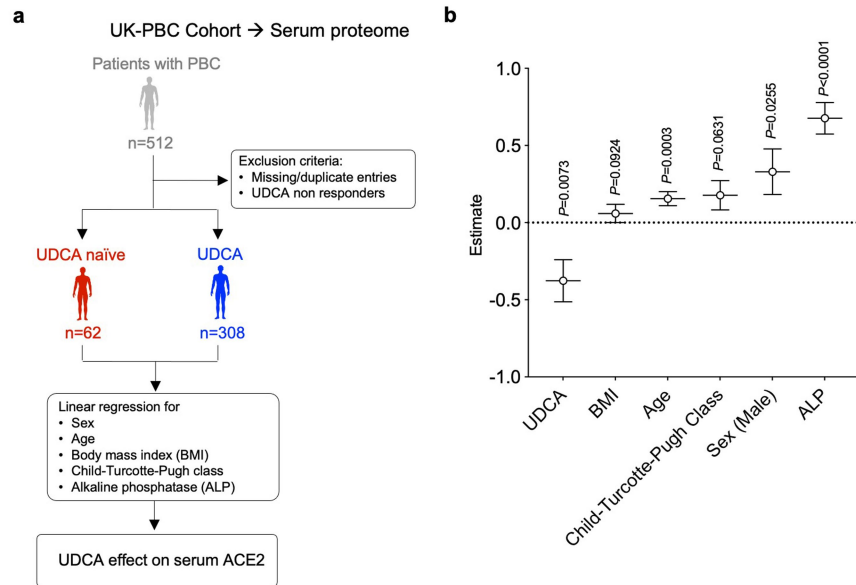 a
UK-PBC Cohort → Serum proteome
Patients with PBC
n=512
Exclusion criteria:
• Missing/duplicate entries
• UDCA non responders
UDCA naïve
UDCA
n=62
n=308
Linear regression for
• Sex
• Age
• Body mass index (BMI)
• Child-Turcotte-Pugh class
• Alkaline phosphatase (ALP)
UDCA effect on serum ACE2
b
Estimate
1.0
0.5
0.0
-0.5
-1.0
P=0.0073
P=0.0924
P=0.0003
P=0.0631
P=0.0255
P<0.0001
UDCA
BMI
Age
Child-Turcotte-Pugh Class
Sex (Male)
ALP